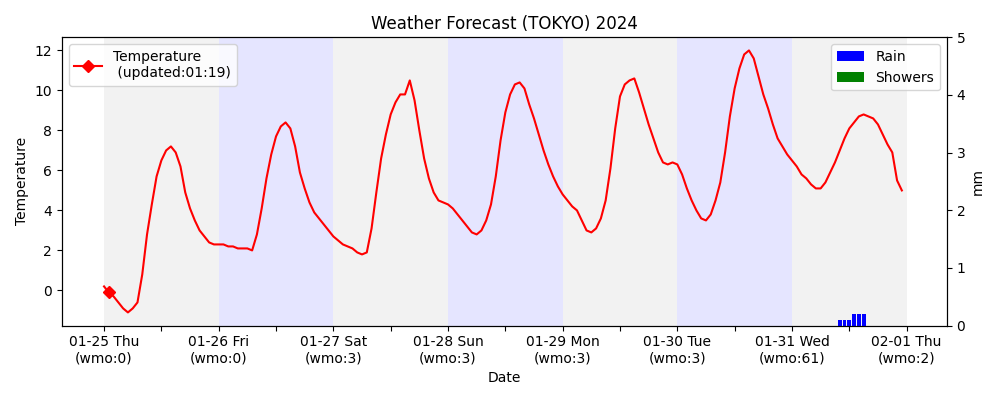 Weather Forecast (TOKYO) 2024
Temperature
(updated:01:19)
Rain
Showers
12
10
8
6
4
2
0
Temperature
5
4
3
2
1
0
mm
01-25 Thu
(wmo:0)
01-26 Fri
(wmo:0)
01-27 Sat
(wmo:3)
01-28 Sun
(wmo:3)
01-29 Mon
(wmo:3)
01-30 Tue
(wmo:3)
01-31 Wed
(wmo:61)
02-01 Thu
(wmo:2)
Date